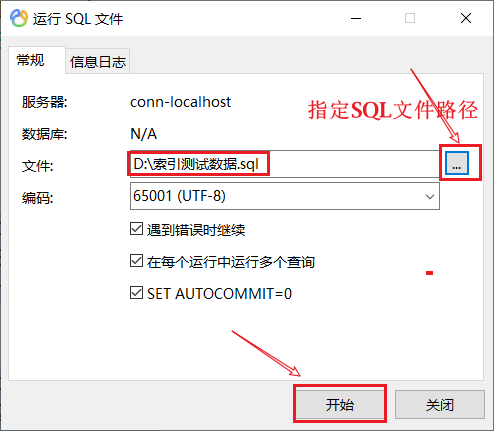 运行 SQL 文件
常规
信息日志
服务器:
conn-localhost
指定SQL文件路径
数据库:
N/A
文件:
D:\索引测试数据.sql
...
编码:
65001 (UTF-8)
遇到错误时继续
在每个运行中运行多个查询
SET AUTOCOMMIT=0
开始
关闭